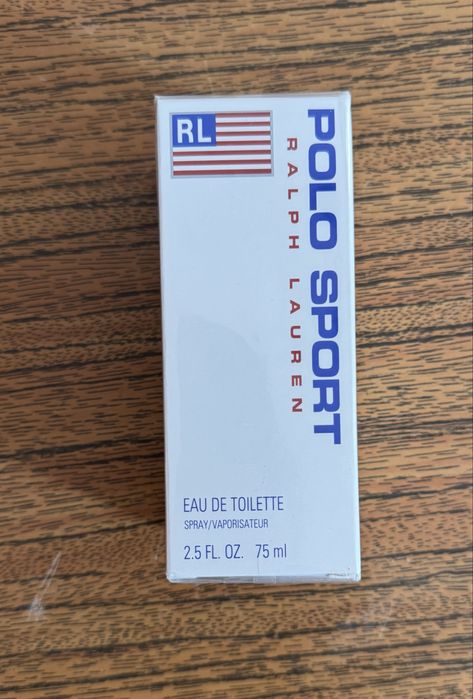 RL
POLO SPORT
RALPH LAUREN
EAU DE TOILETTE
SPRAY/VAPORISATEUR
2.5 FL. OZ. 75 ml